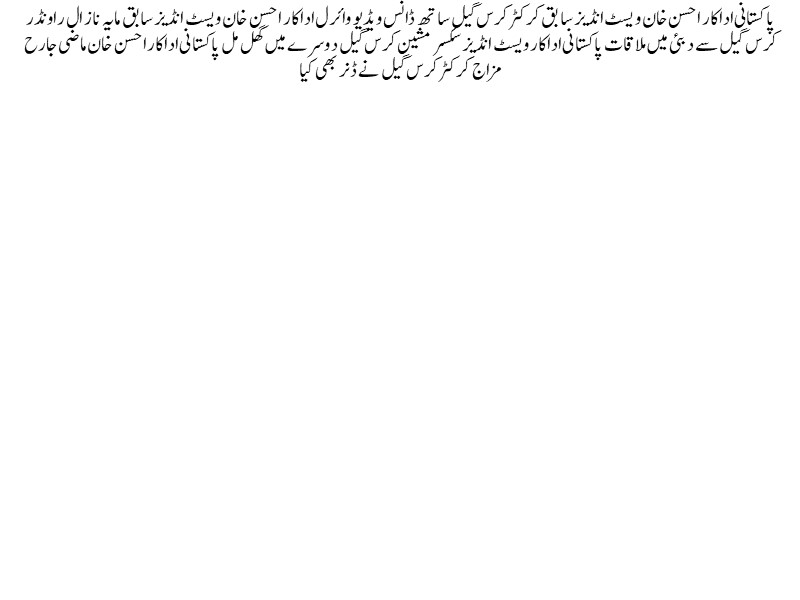 پاکستانی اداکار احسن خان ویسٹ انڈیز سابق کرکٹر کرس گیل ساتھ ڈانس ویڈیو وائرل اداکار احسن خان ویسٹ انڈیز سابق مایہ ناز ال راونڈر
کرس گیل سے دبئی میں ملاقات پاکستانی اداکار ویسٹ انڈیز سکسر مشین کرس گیل دوسرے میں گھل مل پاکستانی اداکار احسن خان ماضی جارح
مزاج کرکٹر کرس گیل نے ڈنر بھی کیا